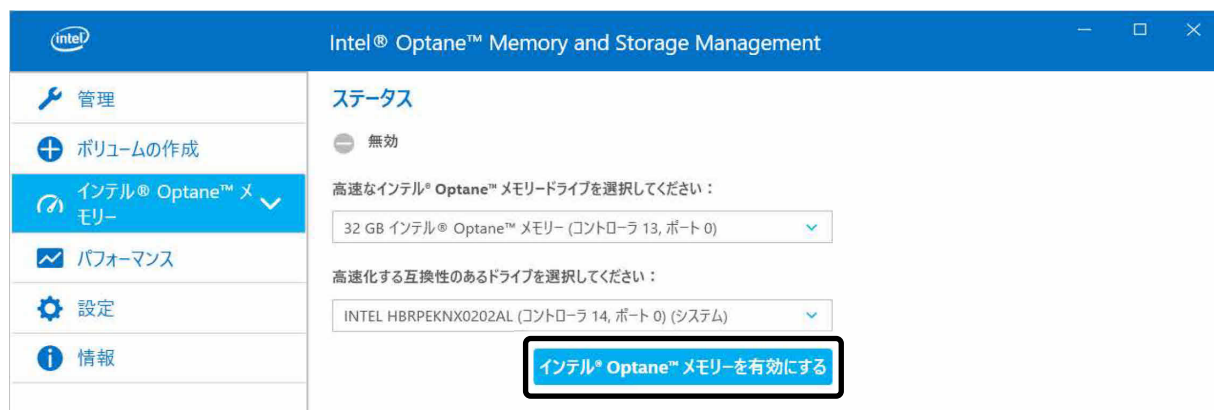 intel
Intel® Optane™ Memory and Storage Management
管理
ボリュームの作成
インテル® Optane™ メ
モリー
パフォーマンス
設定
情報
ステータス
無効
高速なインテル® Optane™ メモリードライブを選択してください：
32 GB インテル® Optane™ メモリー (コントローラ 13, ポート 0)
高速化する互換性のあるドライブを選択してください：
INTEL HBRPEKNX0202AL (コントローラ 14, ポート 0) (システム)
インテル® Optane™ メモリーを有効にする